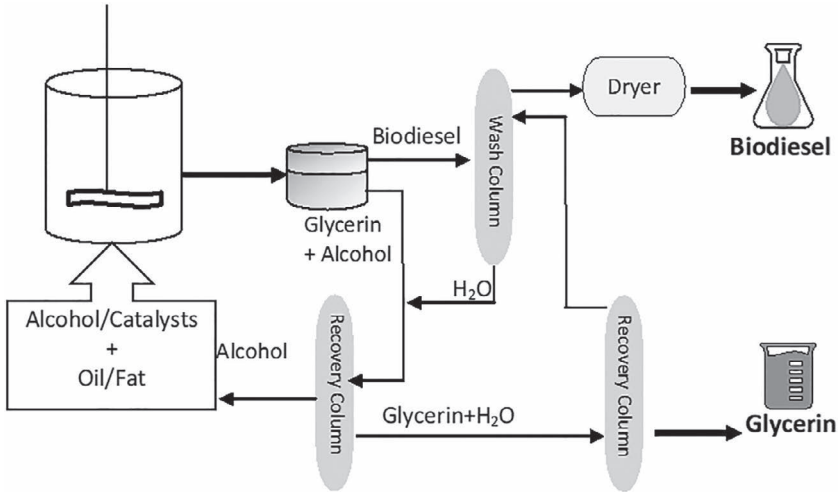 Dryer
Biodiesel
Wash Column
Biodiesel
Glycerin
+ Alcohol
H₂O
Alcohol/Catalysts
+
Oil/Fat
Alcohol
Recovery Column
Glycerin+H₂O
Recovery Column
Glycerin